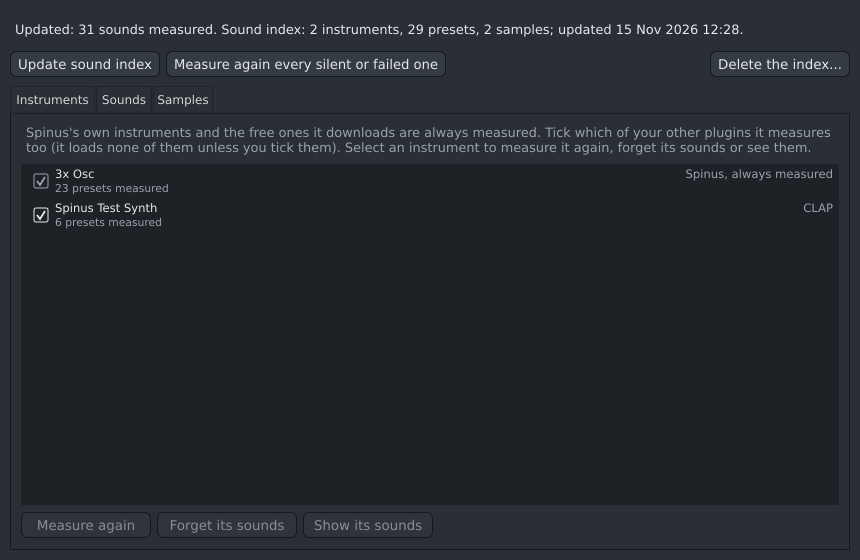 Updated: 31 sounds measured. Sound index: 2 instruments, 29 presets, 2 samples; updated 15 Nov 2026 12:28.
Update sound index
Measure again every silent or failed one
Delete the index...
Instruments
Sounds
Samples
Spinus's own instruments and the free ones it downloads are always measured. Tick which of your other plugins it measures
too (it loads none of them unless you tick them). Select an instrument to measure it again, forget its sounds or see them.
3x Osc
Spinus, always measured
23 presets measured
Spinus Test Synth
CLAP
6 presets measured
Measure again
Forget its sounds
Show its sounds